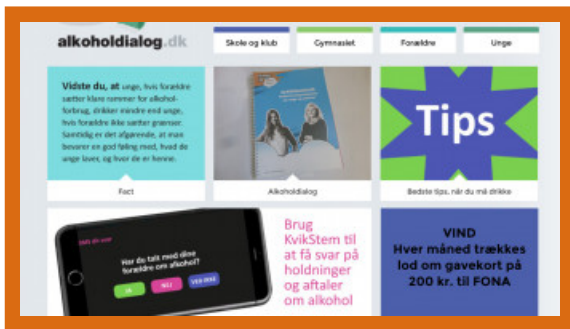 alkoholdialog.dk
Skole og klub
Gymnasiet
Forældre
Unge
Vidste du, at unge, hvis forældre
sætter klare rammer for alkohol-
forbrug, drikker mindre end unge,
hvis forældre ikke sætter grænser.
Samtidig er det afgørende, at man
bevarer en god føling med, hvad de
unge laver, og hvor de er henne.
Fact
Alkoholdialog
Tips
Bedste tips, når du må drikke
Har du talt med dine
forældre om alkohol?
JA
NEJ
VED IKKE
Brug
KvikStem til
at få svar på
holdninger
og aftaler
om alkohol
VIND
Hver måned trækkes
lod om gavekort på
200 kr. til FONA